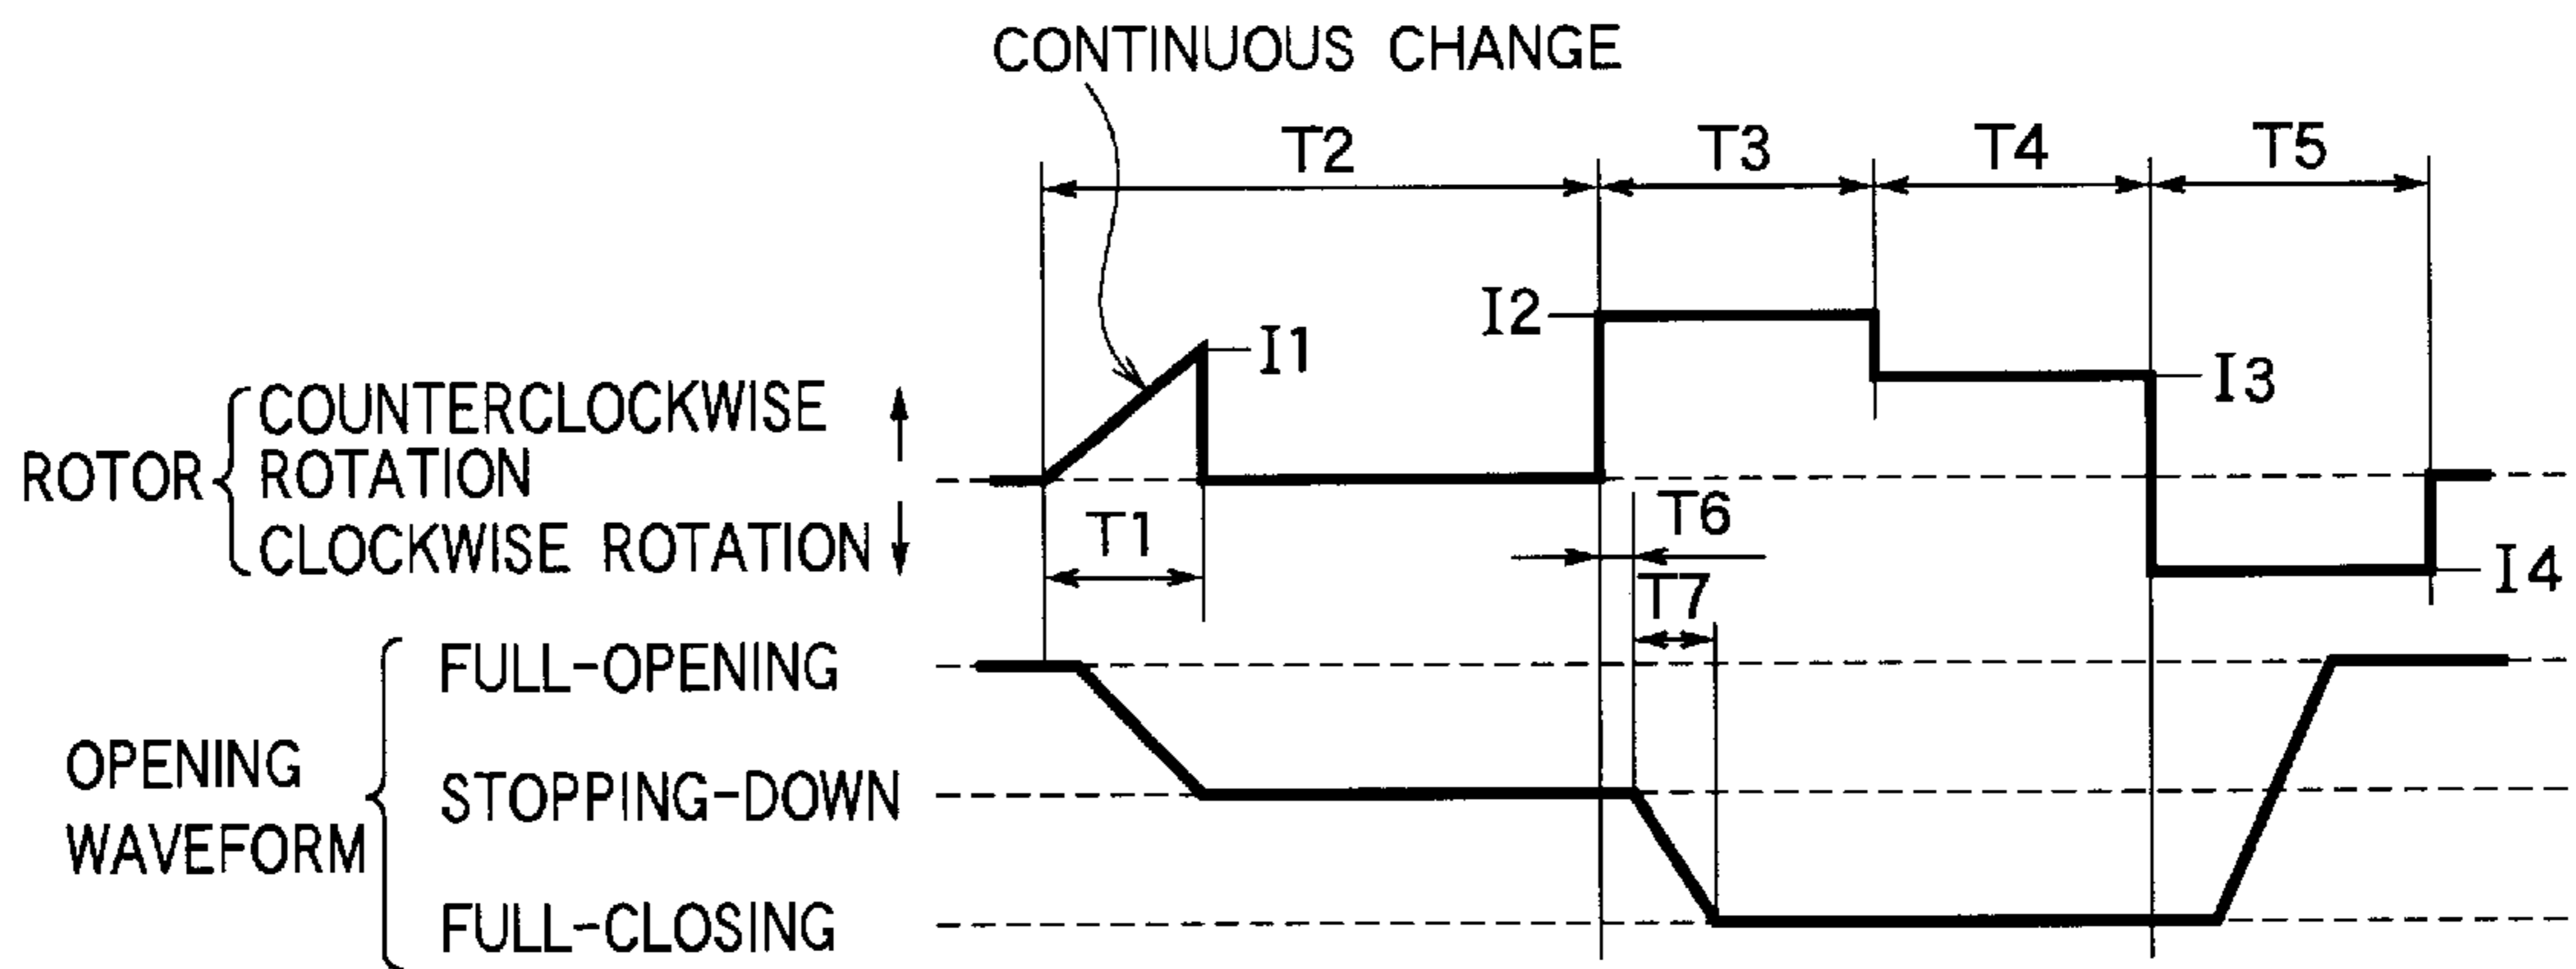 CONTINUOUS CHANGE
T2
T3
T4
T5
I1
I2
I3
I4
ROTOR
COUNTERCLOCKWISE
ROTATION
CLOCKWISE ROTATION
T1
T6
T7
OPENING
WAVEFORM
FULL-OPENING
STOPPING-DOWN
FULL-CLOSING